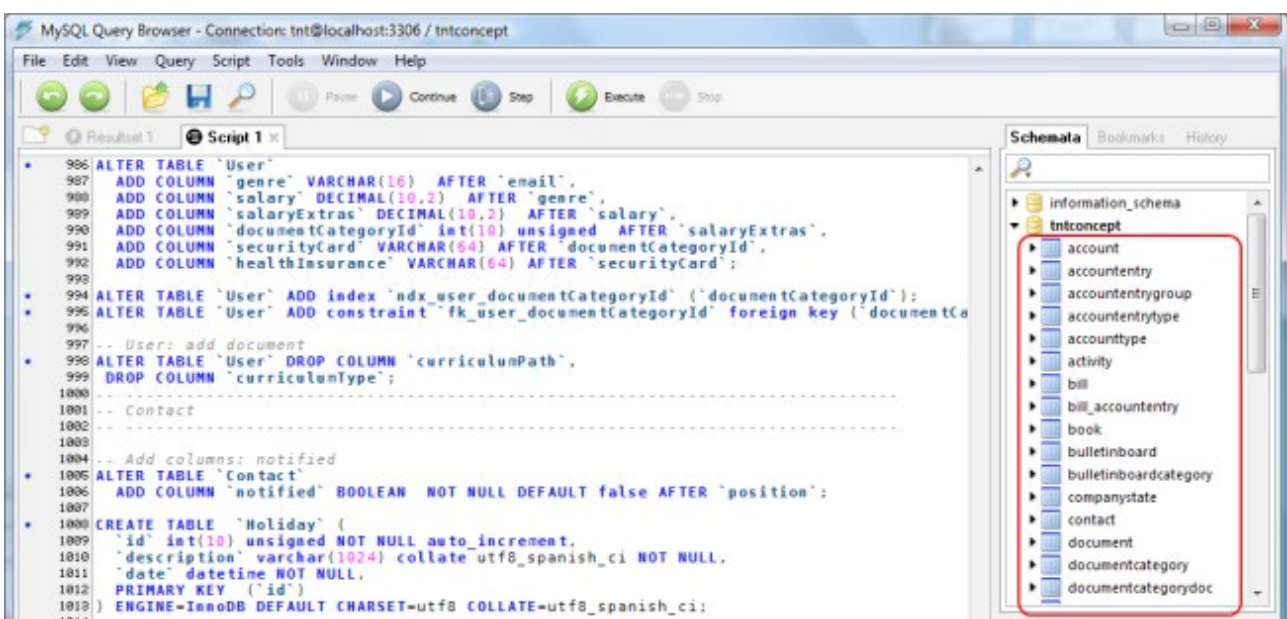 MySQL Query Browser - Connection: tnt@localhost:3306 / tntconcept
File Edit View Query Script Tools Window Help
Pause Continue Step Execute Stop
Resultset 1 Script 1
Schemata Bookmarks History
986 ALTER TABLE `User`
987 ADD COLUMN `genre` VARCHAR(16) AFTER `email`,
988 ADD COLUMN `salary` DECIMAL(10,2) AFTER `genre`,
989 ADD COLUMN `salaryExtras` DECIMAL(10,2) AFTER `salary`,
990 ADD COLUMN `documentCategoryId` int(10) unsigned AFTER `salaryExtras`,
991 ADD COLUMN `securityCard` VARCHAR(64) AFTER `documentCategoryId`,
992 ADD COLUMN `healthInsurance` VARCHAR(64) AFTER `securityCard`;
993
994 ALTER TABLE `User` ADD index `ndx_user_documentCategoryId` (`documentCategoryId`);
995 ALTER TABLE `User` ADD constraint `fk_user_documentCategoryId` foreign key (`documentCa
996
997 -- User: add document
998 ALTER TABLE `User` DROP COLUMN `curriculumPath`,
999 DROP COLUMN `curriculumType`;
1000 -- -----------------------------------------------------------------------------
1001 -- Contact
1002 -- -----------------------------------------------------------------------------
1003
1004 -- Add columns: notified
1005 ALTER TABLE `Contact`
1006 ADD COLUMN `notified` BOOLEAN NOT NULL DEFAULT false AFTER `position`;
1007
1008 CREATE TABLE `Holiday` (
1009 `id` int(10) unsigned NOT NULL auto_increment,
1010 `description` varchar(1024) collate utf8_spanish_ci NOT NULL,
1011 `date` datetime NOT NULL,
1012 PRIMARY KEY (`id`)
1013 ) ENGINE=InnoDB DEFAULT CHARSET=utf8 COLLATE=utf8_spanish_ci;
information_schema
tntconcept
account
accountentry
accountentrygroup
accountentrytype
accounttype
activity
bill
bill_accountentry
book
bulletinboard
bulletinboardcategory
companystate
contact
document
documentcategory
documentcategorydoc